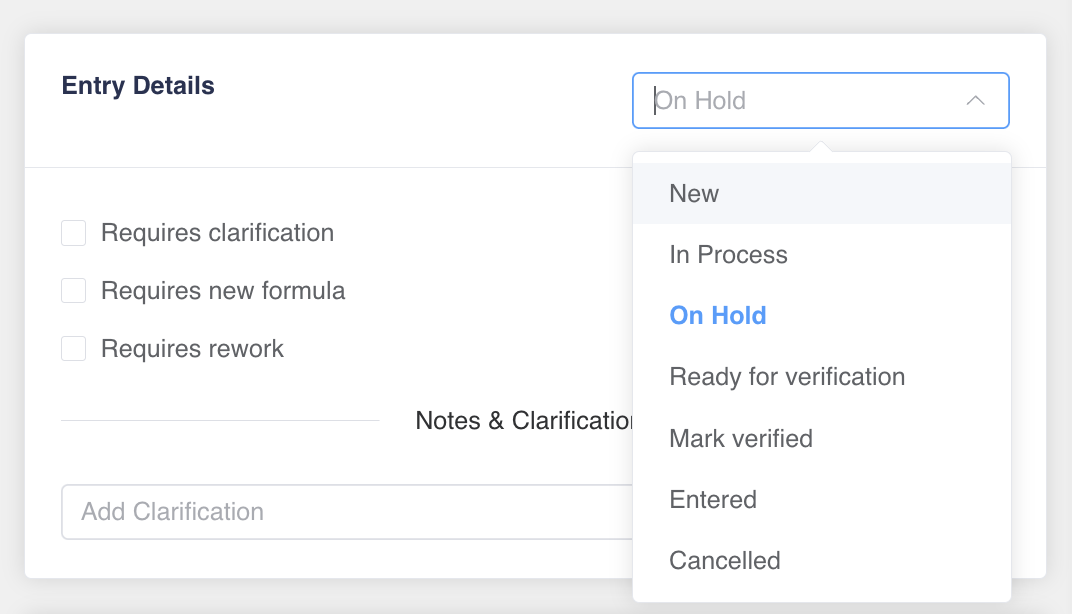 Entry Details
On Hold
New
In Process
On Hold
Ready for verification
Mark verified
Entered
Cancelled
Requires clarification
Requires new formula
Requires rework
Notes & Clarification
Add Clarification